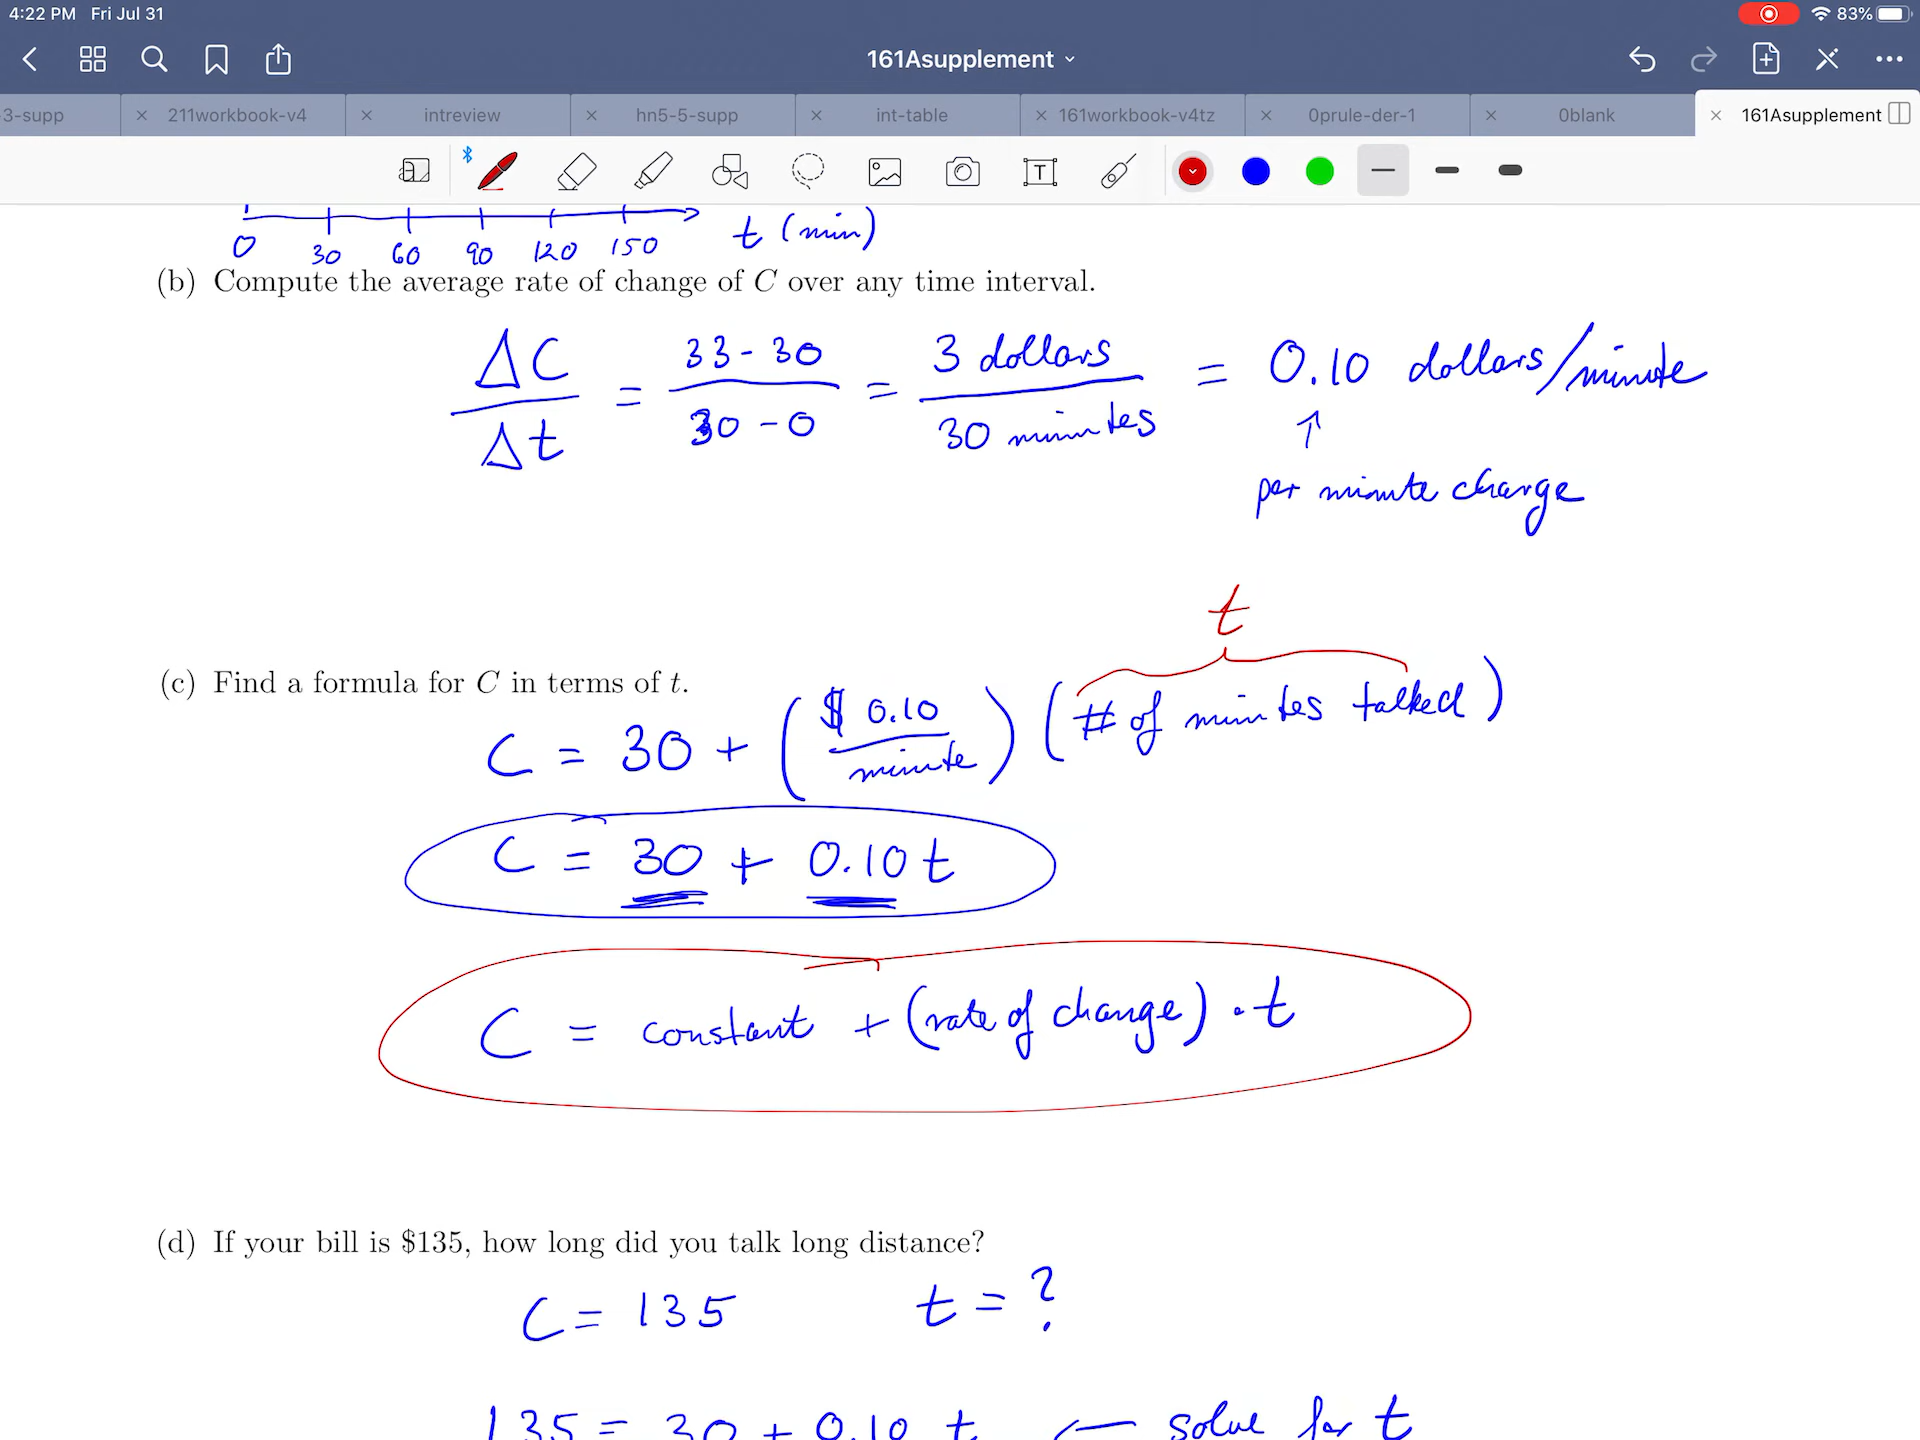 4:22 PM Fri Jul 31 83%
161Asupplement
3-supp × 211workbook-v4 × intreview × hn5-5-supp × int-table × 161workbook-v4tz × 0prule-der-1 × 0blank × 161Asupplement
T
0 30 60 90 120 150 t (min)
(b) Compute the average rate of change of C over any time interval.
ΔC/Δt = (33 - 30)/(30 - 0) = 3 dollars/30 minutes = 0.10 dollars/minute
↑
per minute charge
t
(c) Find a formula for C in terms of t.
C = 30 + ($ 0.10/minute) (# of minutes talked)
C = 30 + 0.10 t
C = constant + (rate of change) · t
(d) If your bill is $135, how long did you talk long distance?
C = 135 t = ?
135 = 30 + 0.10 t ← solve for t